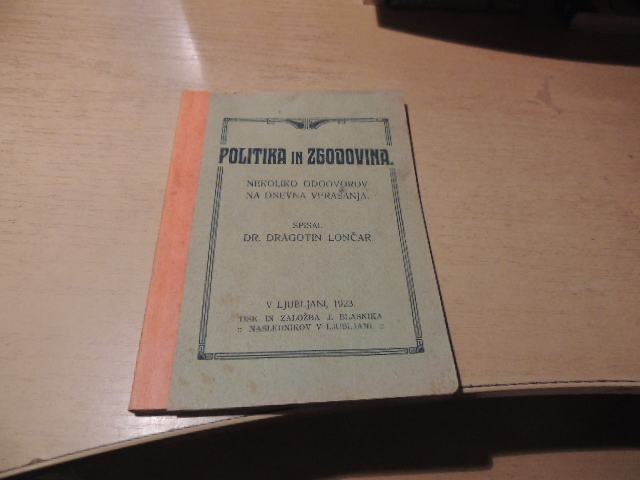 POLITIKA IN ZGODOVINA.
NEKOLIKO ODGOVOROV
NA DNEVNA VPRAŠANJA.
SPISAL
DR. DRAGOTIN LONČAR.
V LJUBLJANI, 1923.
TISK IN ZALOŽBA J. BLASNIKA
:: NASLEDNIKOV V LJUBLJANI. ::